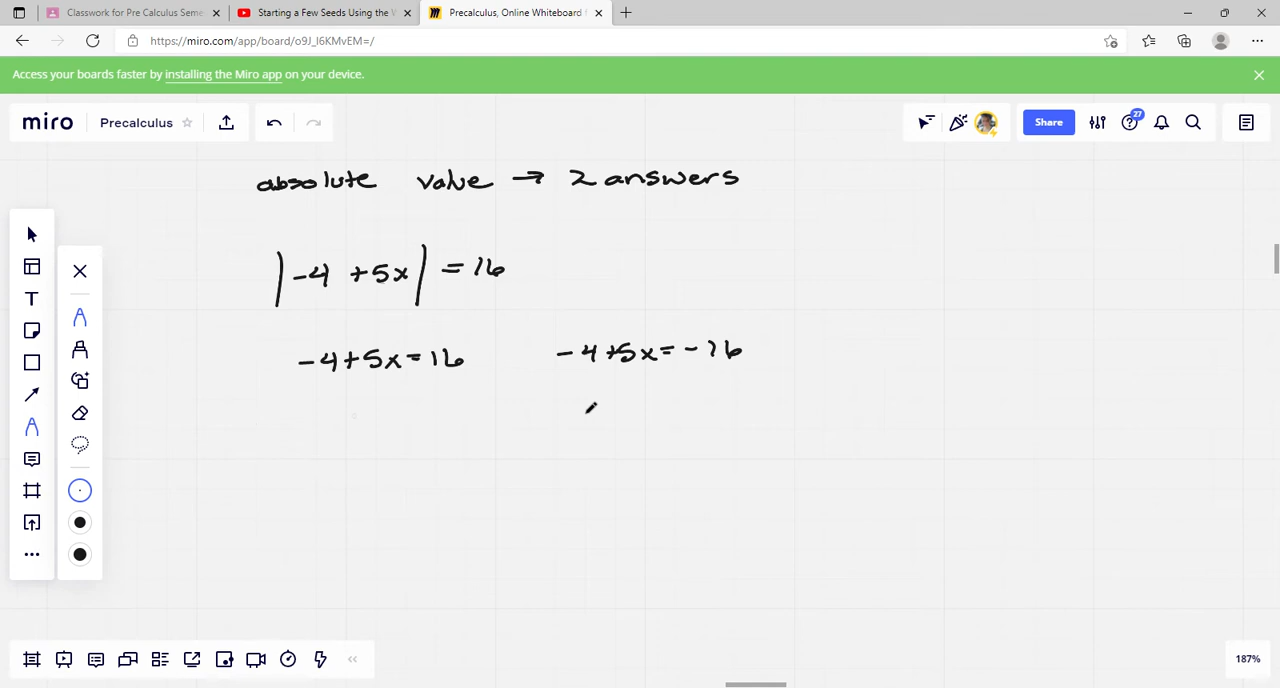 Classwork for Pre Calculus Seme
Starting a Few Seeds Using the W
Precalculus, Online Whiteboard
https://miro.com/app/board/o9J_l6KMvEM=/
Access your boards faster by installing the Miro app on your device.
miro Precalculus Share 27
absolute value → 2 answers
|-4 +5x| = 16
-4+5x=16 -4+5x=-16
187%